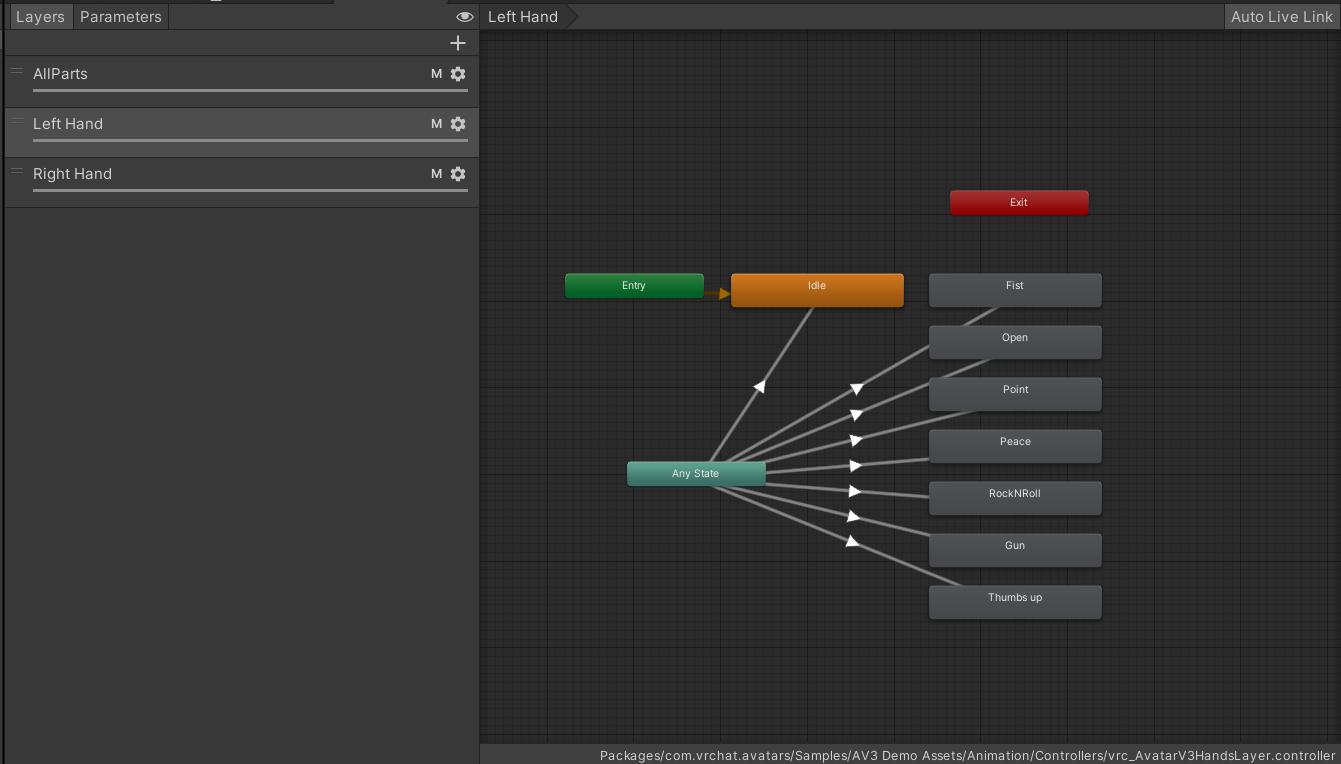 Layers Parameters
Left Hand
Auto Live Link
AllParts M
Left Hand M
Right Hand M
Exit
Entry
Idle
Fist
Open
Point
Peace
Any State
RockNRoll
Gun
Thumbs up
Packages/com.vrchat.avatars/Samples/AV3 Demo Assets/Animation/Controllers/vrc_AvatarV3HandsLayer.controller